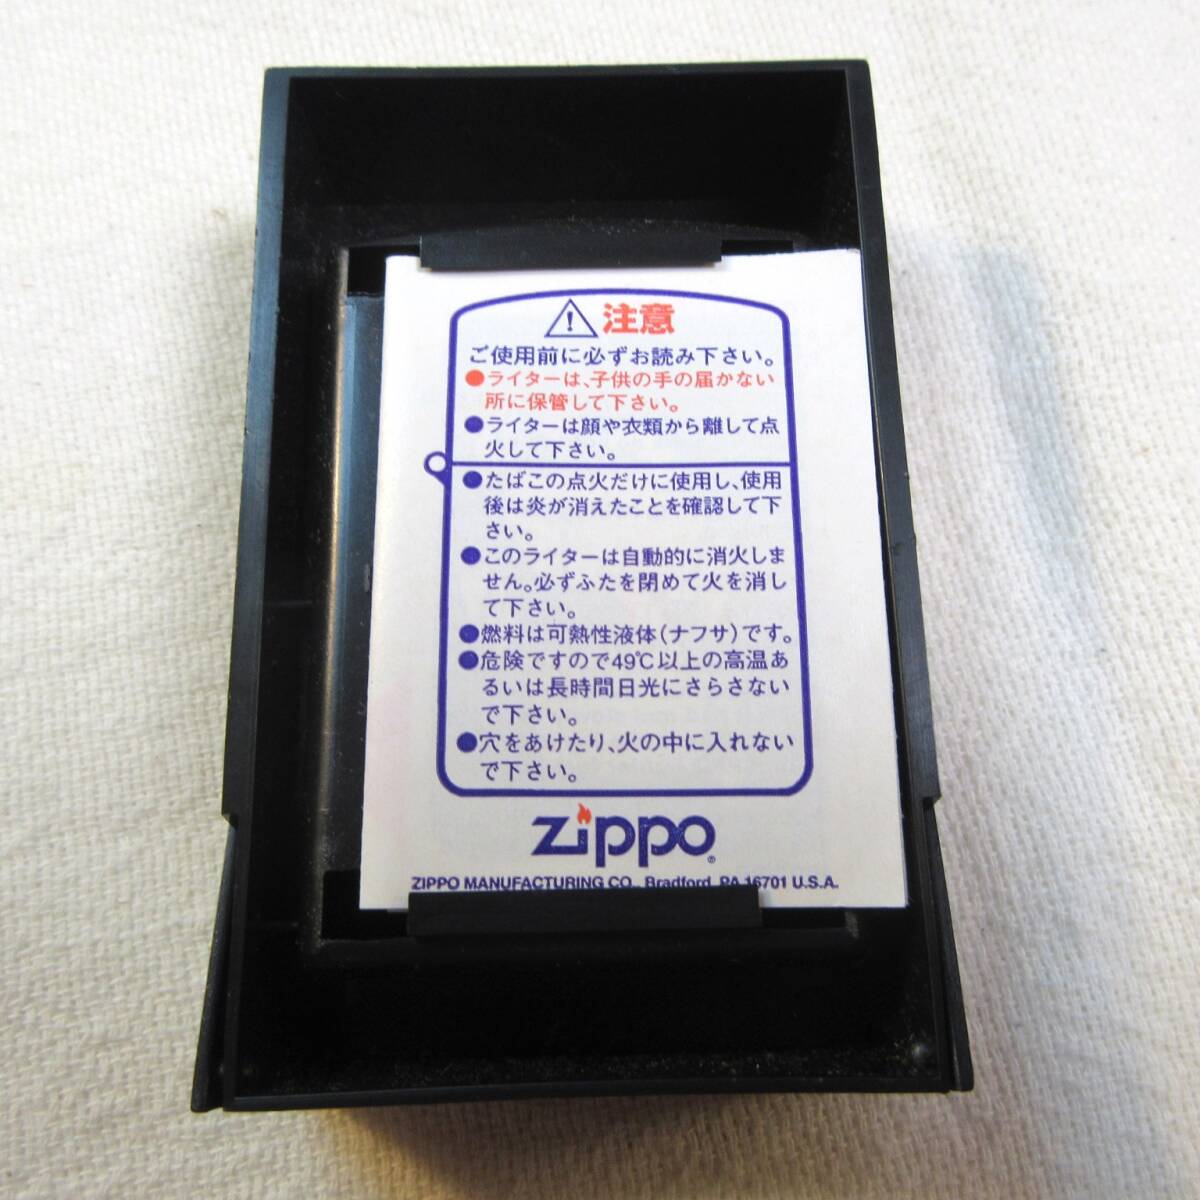 注意
ご使用前に必ずお読み下さい。
●ライターは、子供の手の届かない
所に保管して下さい。
●ライターは顔や衣類から離して点
火して下さい。
●たばこの点火だけに使用し、使用
後は炎が消えたことを確認して下
さい。
●このライターは自動的に消火しま
せん。必ずふたを閉めて火を消し
て下さい。
●燃料は可熱性液体(ナフサ)です。
●危険ですので49℃以上の高温あ
るいは長時間日光にさらさない
で下さい。
●穴をあけたり、火の中に入れない
で下さい。
Zippo®
ZIPPO MANUFACTURING CO., Bradford, PA 16701 U.S.A.